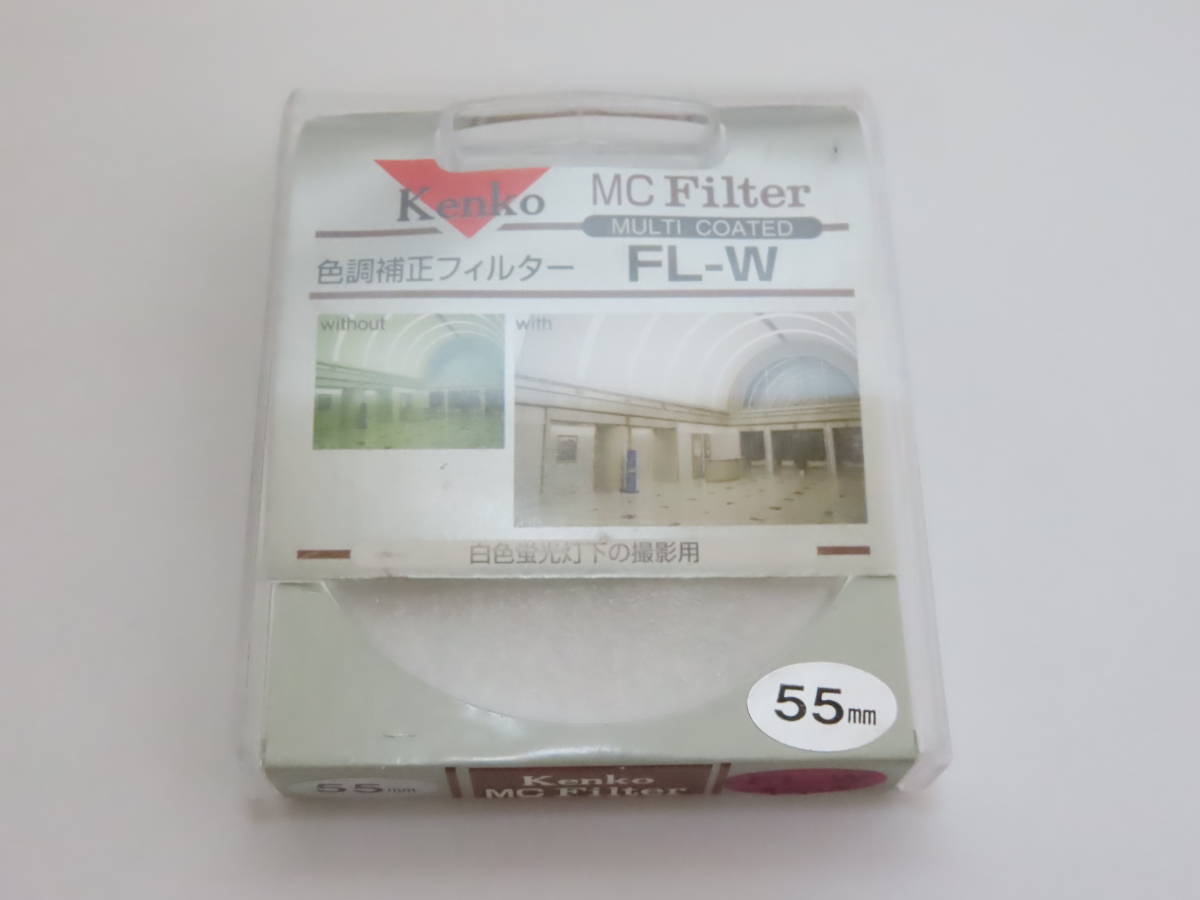 Kenko
MC Filter
MULTI COATED
色調補正フィルター
FL-W
without
with
白色蛍光灯下の撮影用
55mm
55mm
Kenko
MC Filter